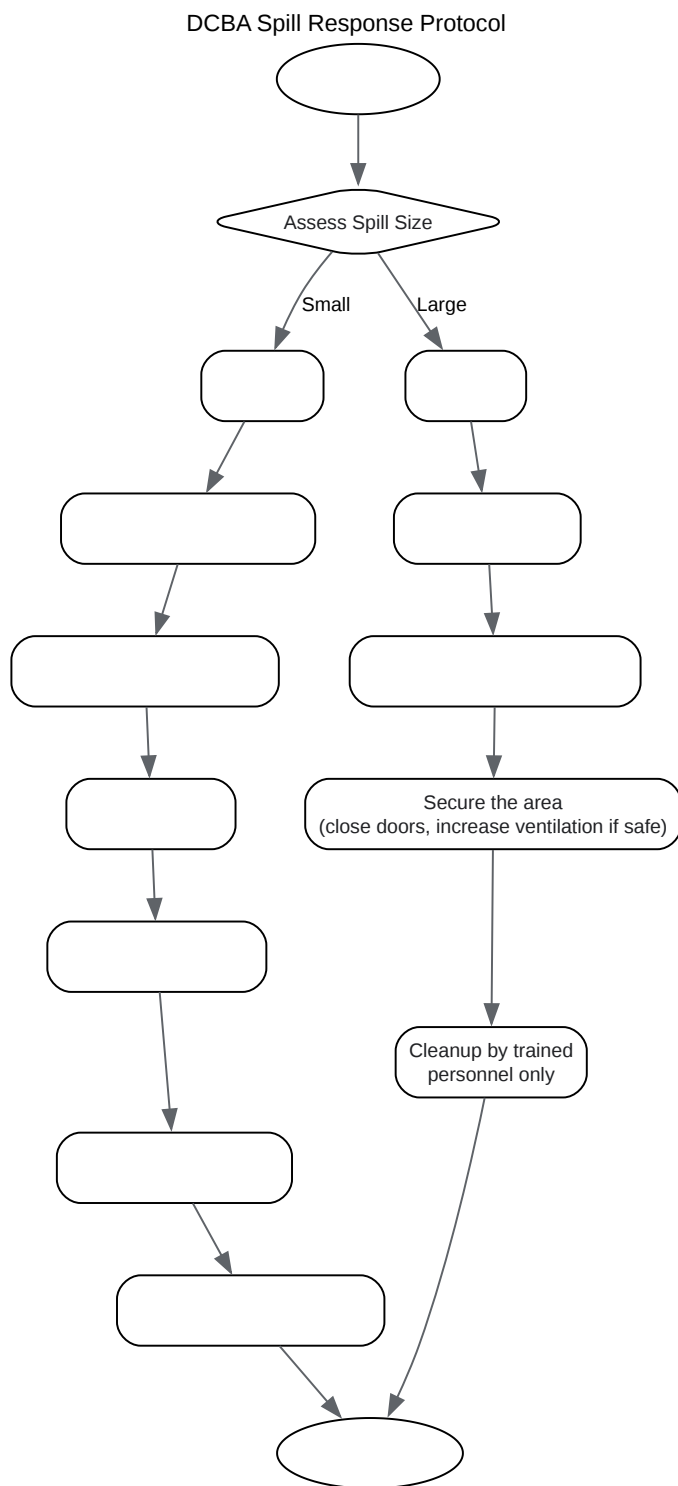 DCBA Spill Response Protocol
Assess Spill Size
Small
Large
Secure the area
(close doors, increase ventilation if safe)
Cleanup by trained
personnel only